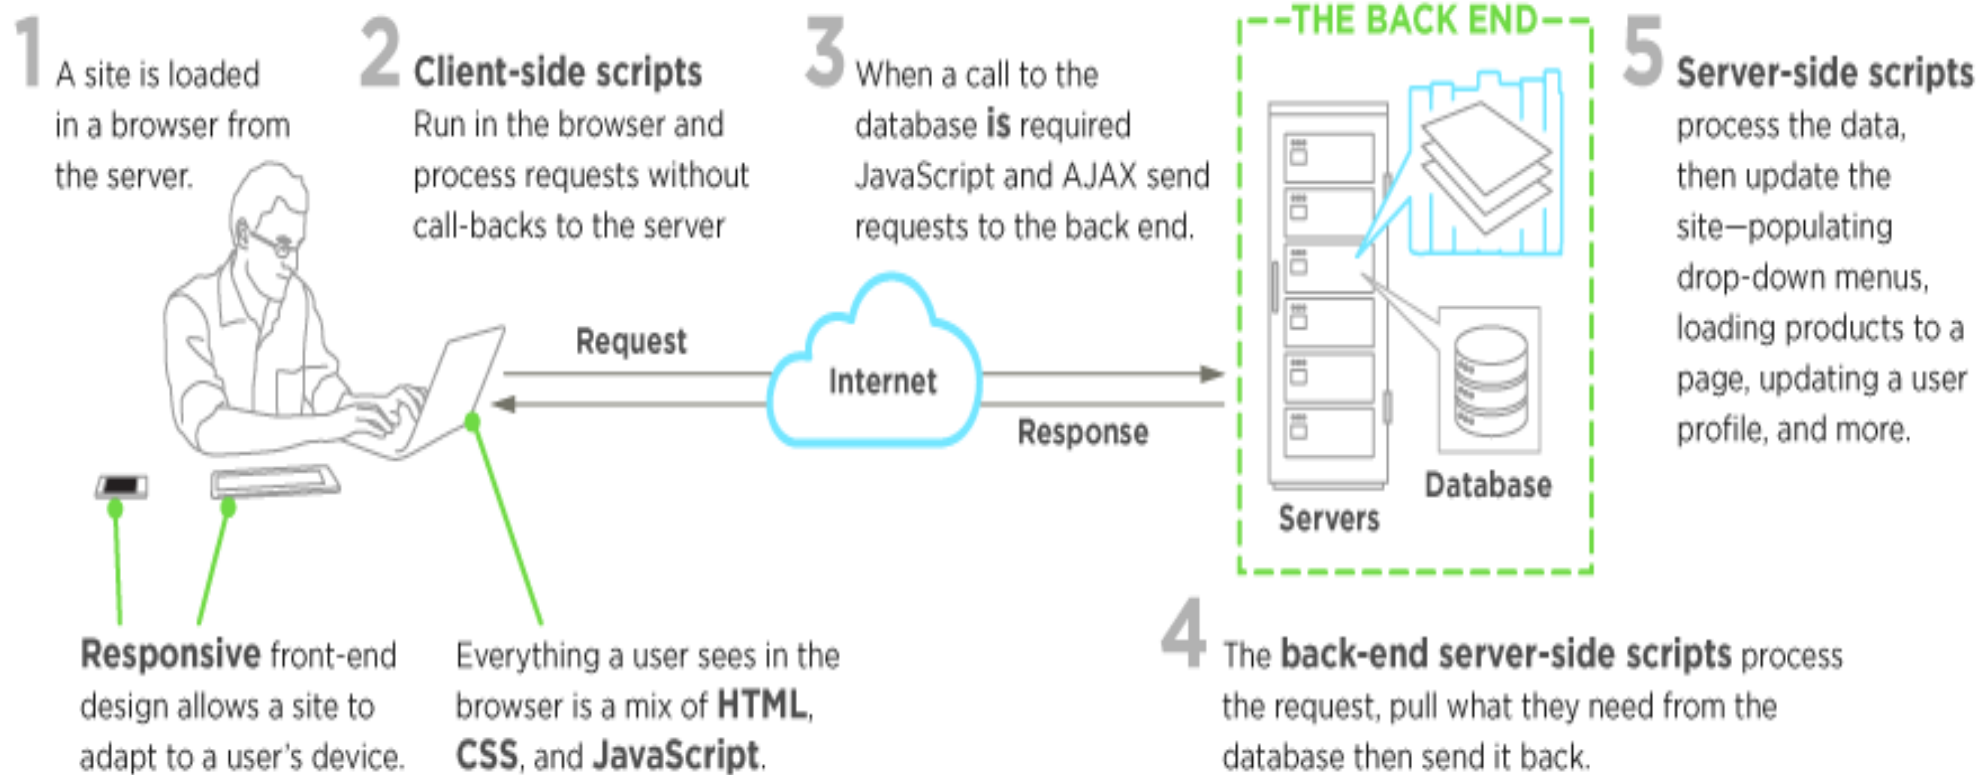 1
A site is loaded
in a browser from
the server.
2
Client-side scripts
Run in the browser and
process requests without
call-backs to the server
3
When a call to the
database is required
JavaScript and AJAX send
requests to the back end.
THE BACK END
5
Server-side scripts
process the data,
then update the
site—populating
drop-down menus,
loading products to a
page, updating a user
profile, and more.
Request
Internet
Response
Database
Servers
Responsive front-end
design allows a site to
adapt to a user's device.
Everything a user sees in the
browser is a mix of HTML,
CSS, and JavaScript.
4
The back-end server-side scripts process
the request, pull what they need from the
database then send it back.